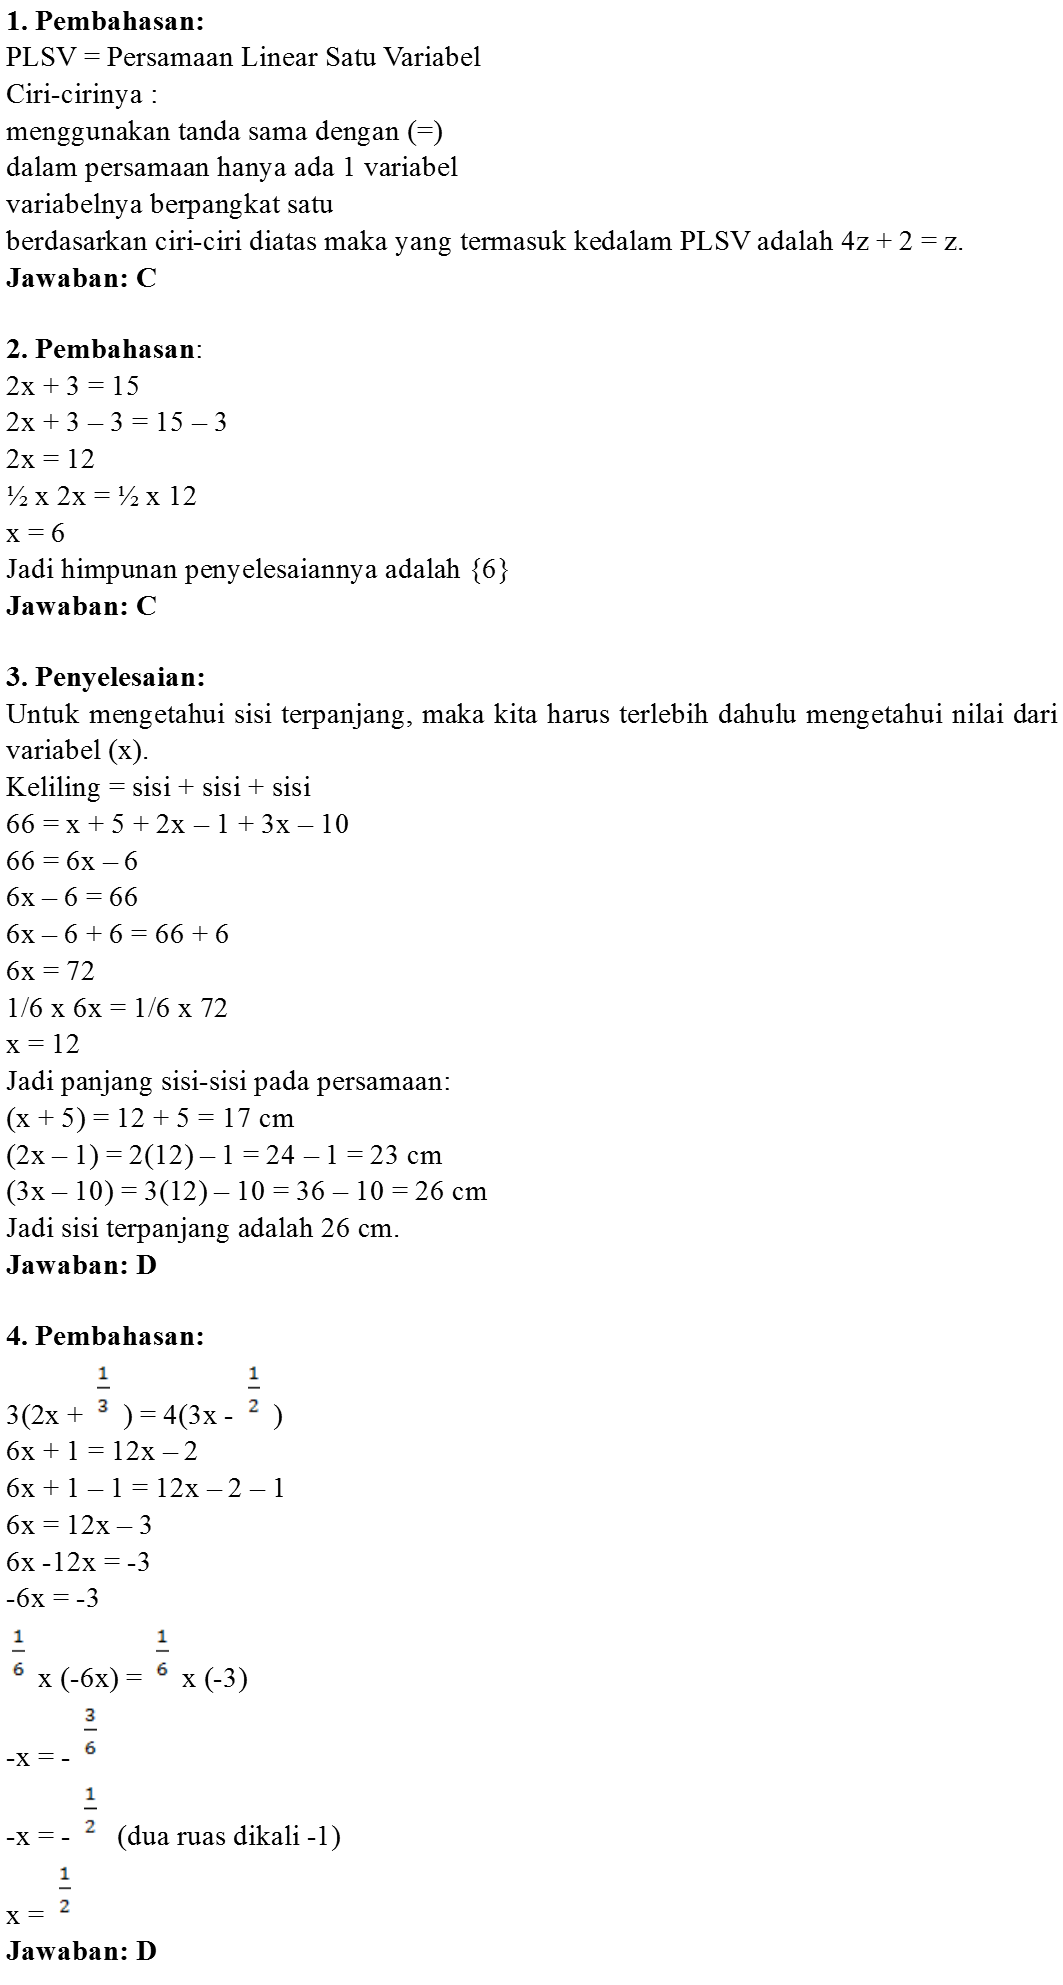 1. Pembahasan:
PLSV = Persamaan Linear Satu Variabel
Ciri-cirinya :
menggunakan tanda sama dengan (=)
dalam persamaan hanya ada 1 variabel
variabelnya berpangkat satu
berdasarkan ciri-ciri diatas maka yang termasuk kedalam PLSV adalah 4z + 2 = z.
Jawaban: C
2. Pembahasan:
2x + 3 = 15
2x + 3 – 3 = 15 – 3
2x = 12
½ x 2x = ½ x 12
x = 6
Jadi himpunan penyelesaiannya adalah {6}
Jawaban: C
3. Penyelesaian:
Untuk mengetahui sisi terpanjang, maka kita harus terlebih dahulu mengetahui nilai dari
variabel (x).
Keliling = sisi + sisi + sisi
66 = x + 5 + 2x – 1 + 3x – 10
66 = 6x – 6
6x – 6 = 66
6x – 6 + 6 = 66 + 6
6x = 72
1/6 x 6x = 1/6 x 72
x = 12
Jadi panjang sisi-sisi pada persamaan:
(x + 5) = 12 + 5 = 17 cm
(2x – 1) = 2(12) – 1 = 24 – 1 = 23 cm
(3x – 10) = 3(12) – 10 = 36 – 10 = 26 cm
Jadi sisi terpanjang adalah 26 cm.
Jawaban: D
4. Pembahasan:
3(2x + 1/3 ) = 4(3x - 1/2 )
6x + 1 = 12x – 2
6x + 1 – 1 = 12x – 2 – 1
6x = 12x – 3
6x -12x = -3
-6x = -3
1/6 x (-6x) = 1/6 x (-3)
-x = - 3/6
-x = - 1/2 (dua ruas dikali -1)
x = 1/2
Jawaban: D